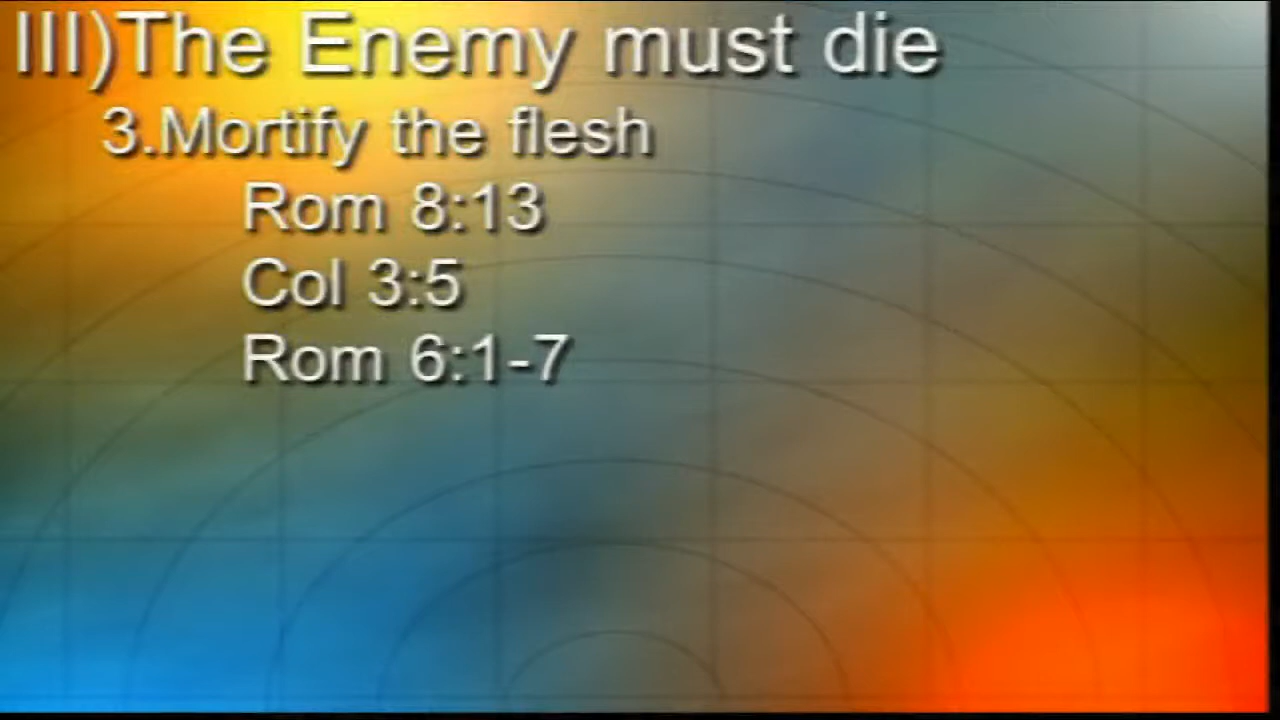 III)The Enemy must die
3.Mortify the flesh
Rom 8:13
Col 3:5
Rom 6:1-7